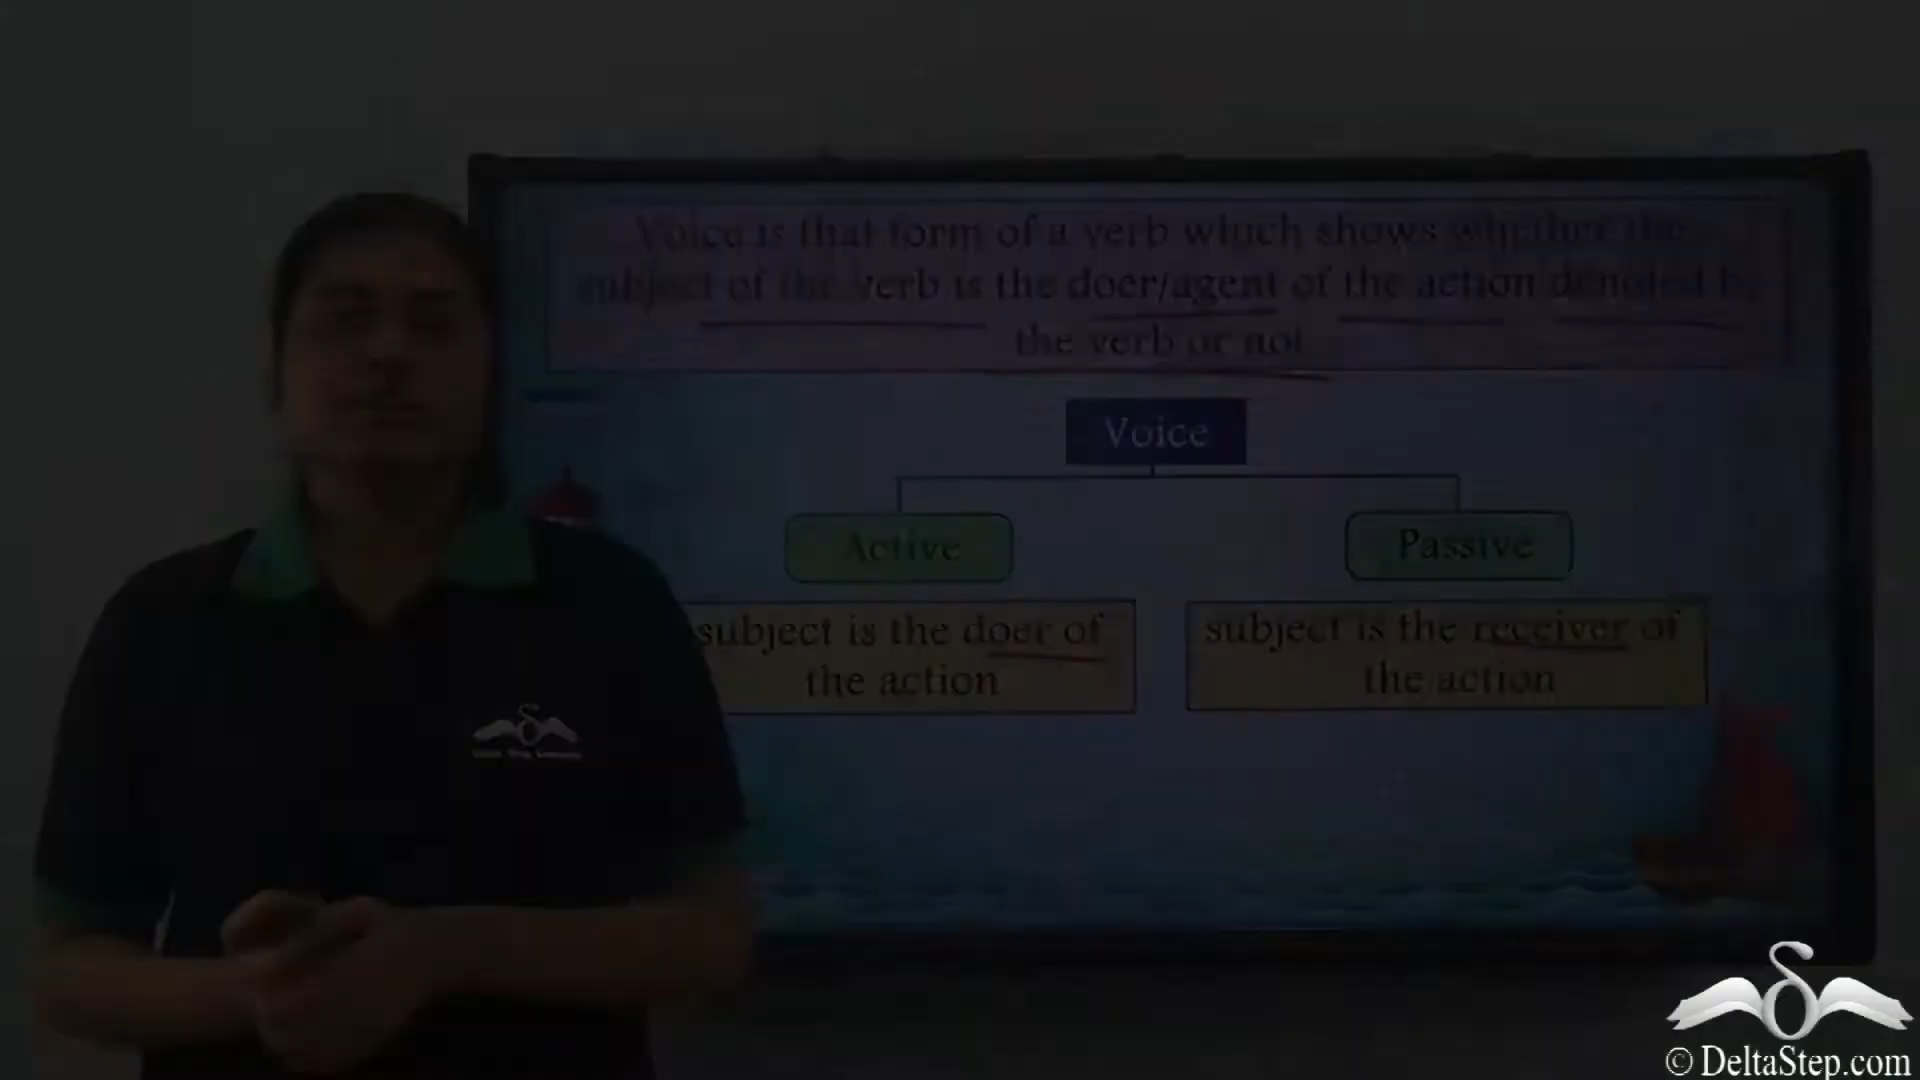 Voice is that form of a verb which shows whether the
subject of the verb is the doer/agent of the action denoted by
the verb or not
Voice
Active
Passive
subject is the doer of
the action
subject is the receiver of
the action
© DeltaStep.com